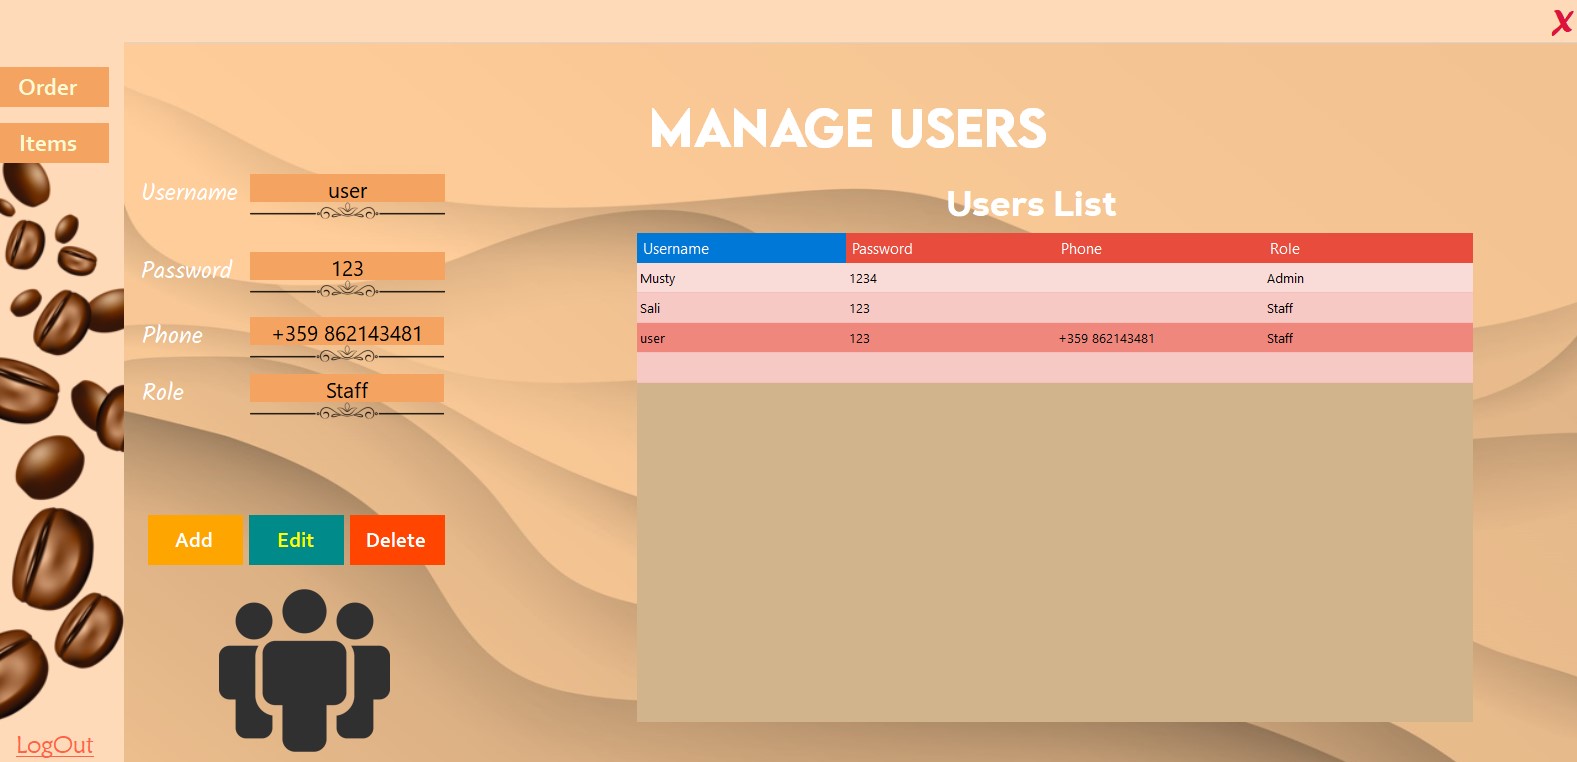 X
Order
Items
MANAGE USERS
Username user
Password 123
Phone +359 862143481
Role Staff
Add Edit Delete
Users List
Username Password Phone Role
Musty 1234 Admin
Sali 123 Staff
user 123 +359 862143481 Staff
LogOut